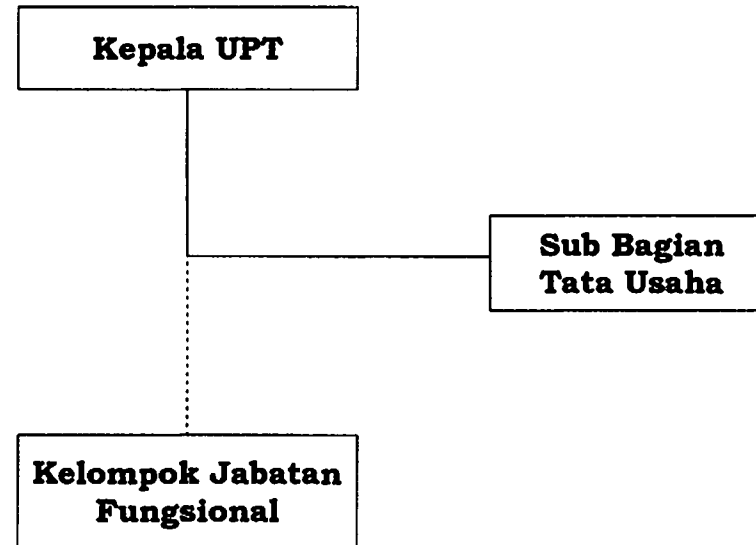 Kepala UPT
Sub Bagian
Tata Usaha
Kelompok Jabatan
Fungsional